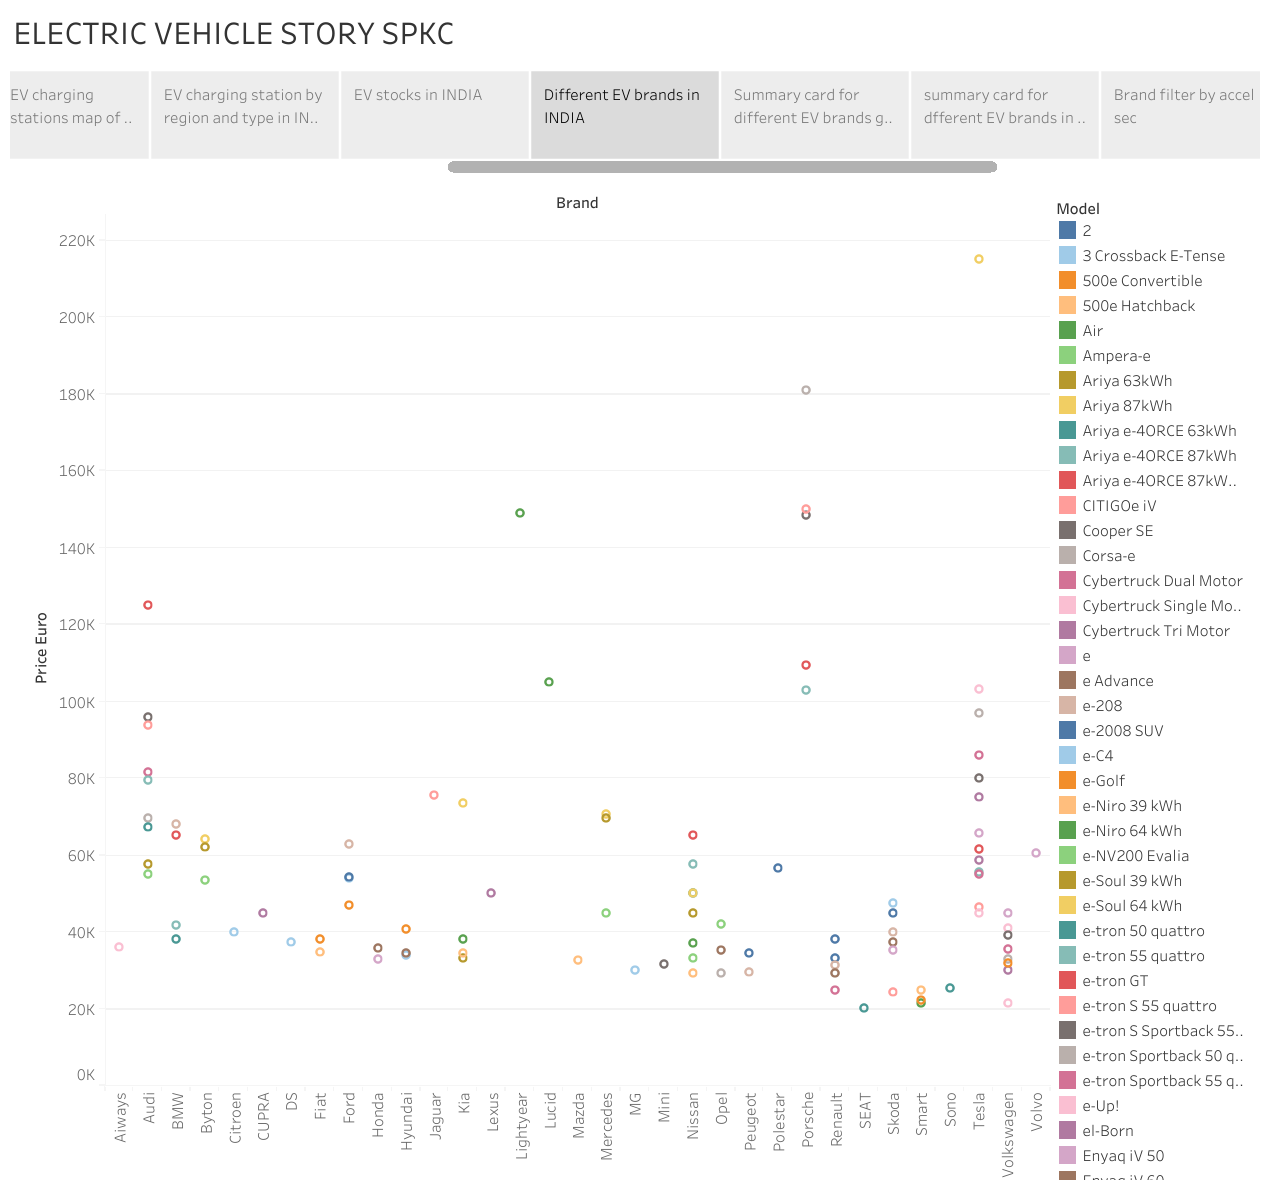 ELECTRIC VEHICLE STORY SPKC
EV charging
stations map of ..
EV charging station by
region and type in IN..
EV stocks in INDIA
Different EV brands in
INDIA
Summary card for
different EV brands g..
summary card for
dfferent EV brands in ..
Brand filter by accel
sec
Brand
Price Euro
220K
200K
180K
160K
140K
120K
100K
80K
60K
40K
20K
0K
Aiways
Audi
BMW
Byton
Citroen
CUPRA
DS
Fiat
Ford
Honda
Hyundai
Jaguar
Kia
Lexus
Lightyear
Lucid
Mazda
Mercedes
MG
Mini
Nissan
Opel
Peugeot
Polestar
Porsche
Renault
SEAT
Skoda
Smart
Sono
Tesla
Volkswagen
Volvo
Model
2
3 Crossback E-Tense
500e Convertible
500e Hatchback
Air
Ampera-e
Ariya 63kWh
Ariya 87kWh
Ariya e-4ORCE 63kWh
Ariya e-4ORCE 87kWh
Ariya e-4ORCE 87kW..
CITIGOe iV
Cooper SE
Corsa-e
Cybertruck Dual Motor
Cybertruck Single Mo..
Cybertruck Tri Motor
e
e Advance
e-208
e-2008 SUV
e-C4
e-Golf
e-Niro 39 kWh
e-Niro 64 kWh
e-NV200 Evalia
e-Soul 39 kWh
e-Soul 64 kWh
e-tron 50 quattro
e-tron 55 quattro
e-tron GT
e-tron S 55 quattro
e-tron S Sportback 55..
e-tron Sportback 50 q..
e-tron Sportback 55 q..
e-Up!
el-Born
Enyaq iV 50
Enyaq iV 60